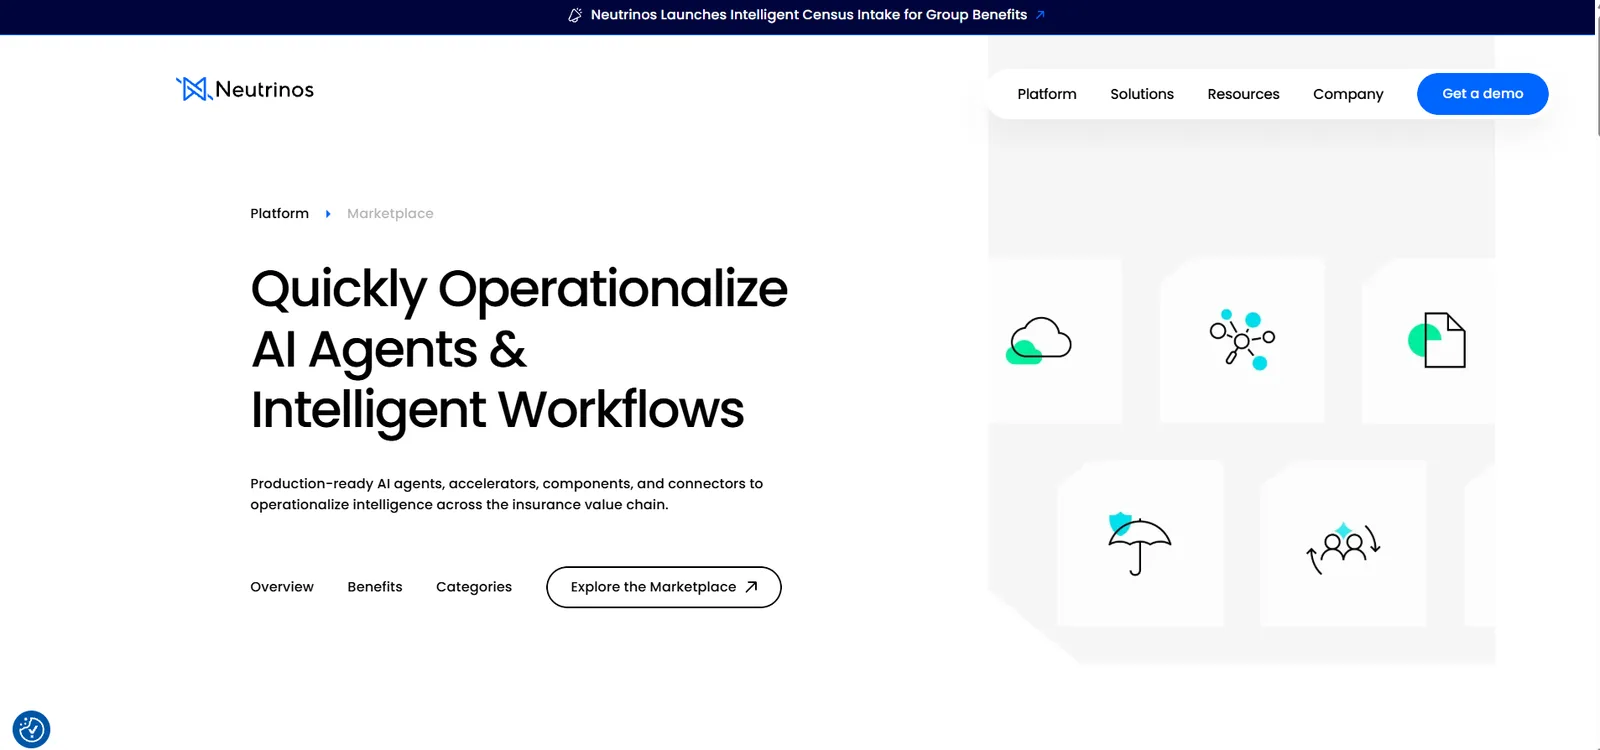 Neutrinos Launches Intelligent Census Intake for Group Benefits
Neutrinos
Platform
Solutions
Resources
Company
Get a demo
Platform
Marketplace
Quickly Operationalize
AI Agents &
Intelligent Workflows
Production-ready AI agents, accelerators, components, and connectors to
operationalize intelligence across the insurance value chain.
Overview
Benefits
Categories
Explore the Marketplace